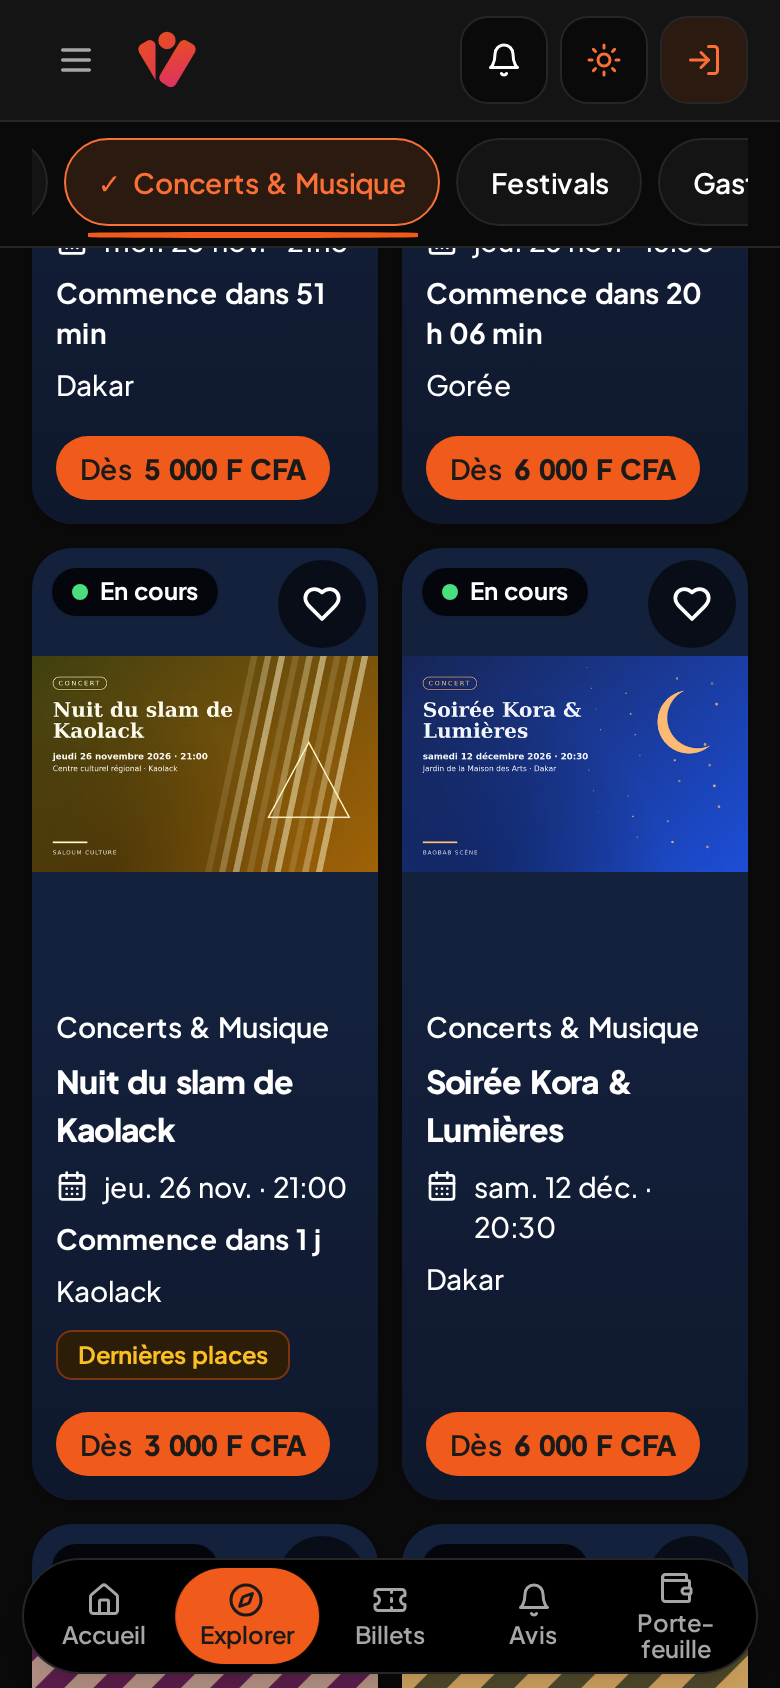 ✓ Concerts & Musique
Festivals
Gast
Commence dans 51
min
Dakar
Dès 5 000 F CFA
Commence dans 20
h 06 min
Gorée
Dès 6 000 F CFA
En cours
CONCERT
Nuit du slam de
Kaolack
jeudi 26 novembre 2026 · 21:00
Centre culturel régional · Kaolack
SALOUM CULTURE
Concerts & Musique
Nuit du slam de
Kaolack
jeu. 26 nov. · 21:00
Commence dans 1 j
Kaolack
Dernières places
Dès 3 000 F CFA
En cours
CONCERT
Soirée Kora &
Lumières
samedi 12 décembre 2026 · 20:30
Jardin de la Maison des Arts · Dakar
BAOBAB SCÈNE
Concerts & Musique
Soirée Kora &
Lumières
sam. 12 déc. ·
20:30
Dakar
Dès 6 000 F CFA
Accueil
Explorer
Billets
Avis
Porte-
feuille